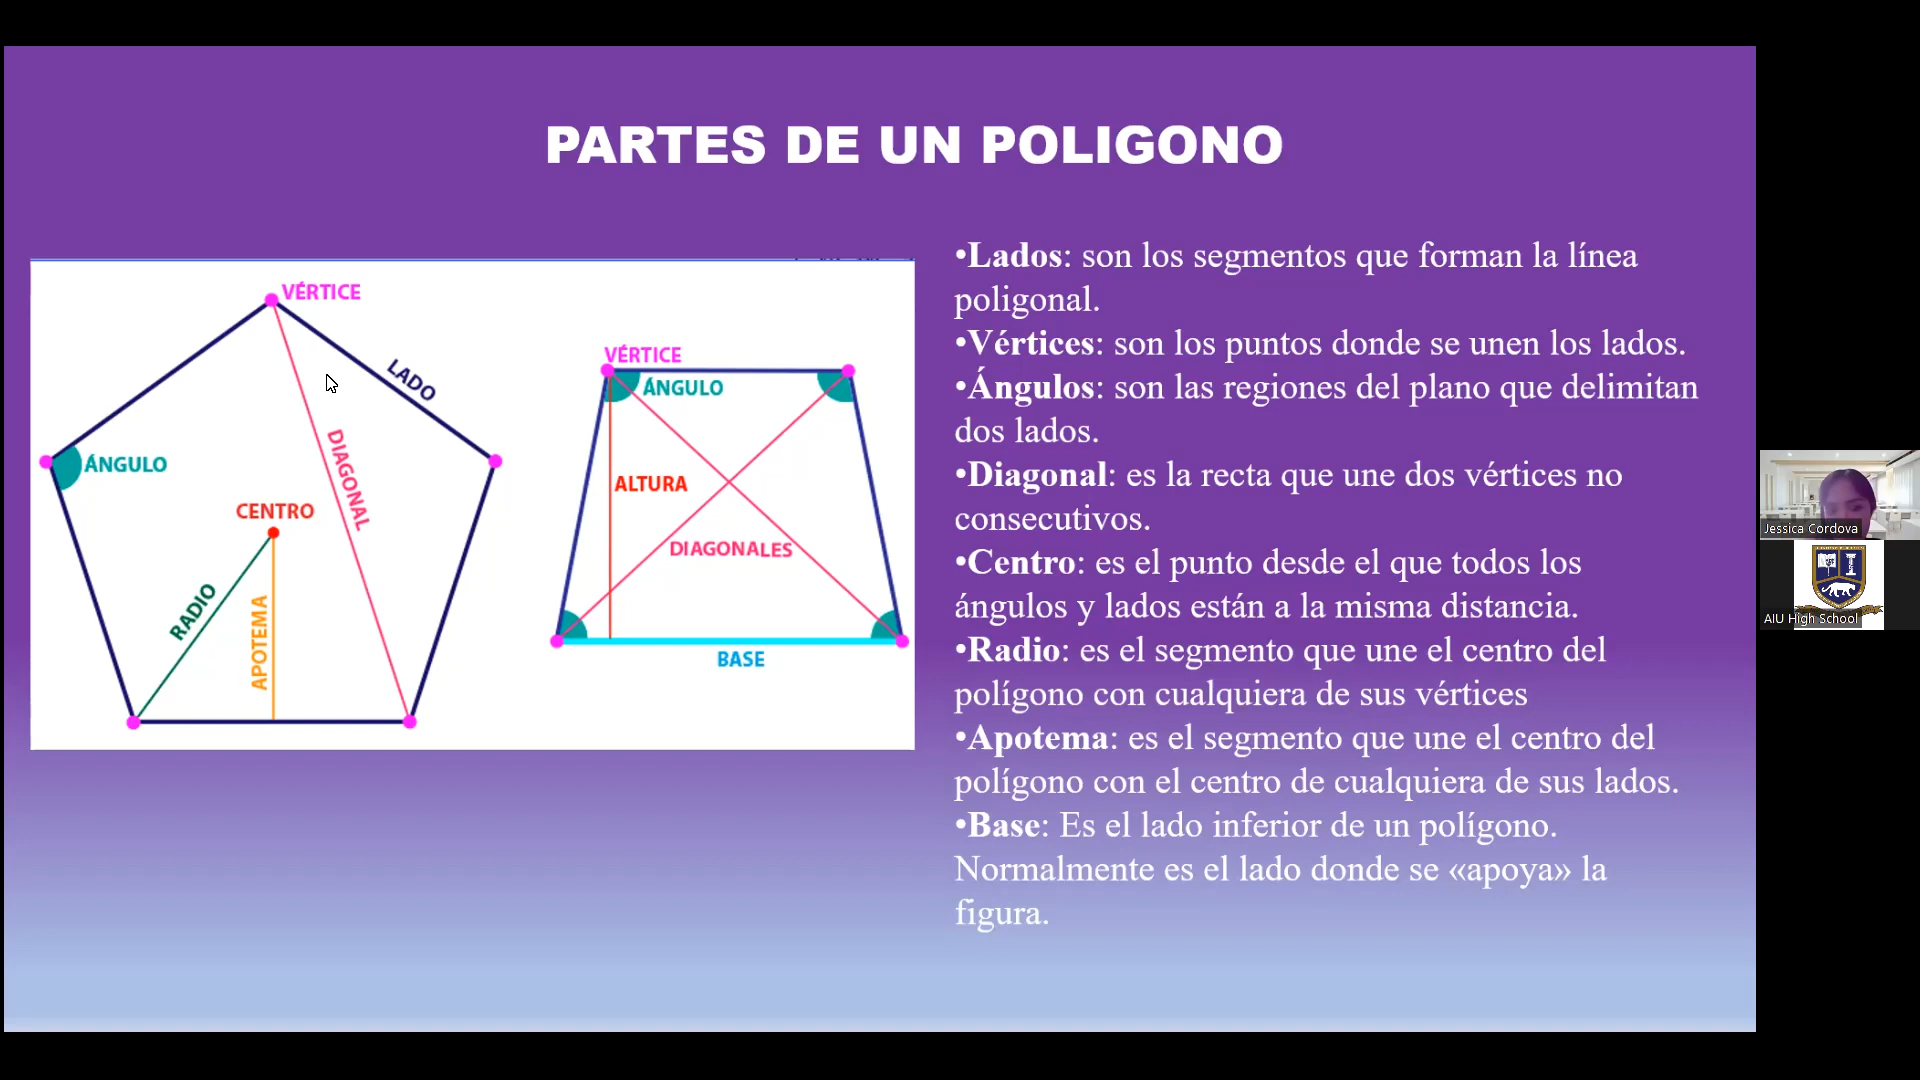 PARTES DE UN POLIGONO
VÉRTICE
LADO
ÁNGULO
DIAGONAL
CENTRO
RADIO
APOTEMA
VÉRTICE
ÁNGULO
ALTURA
DIAGONALES
BASE
•Lados: son los segmentos que forman la línea
poligonal.
•Vértices: son los puntos donde se unen los lados.
•Ángulos: son las regiones del plano que delimitan
dos lados.
•Diagonal: es la recta que une dos vértices no
consecutivos.
•Centro: es el punto desde el que todos los
ángulos y lados están a la misma distancia.
•Radio: es el segmento que une el centro del
polígono con cualquiera de sus vértices
•Apotema: es el segmento que une el centro del
polígono con el centro de cualquiera de sus lados.
•Base: Es el lado inferior de un polígono.
Normalmente es el lado donde se «apoya» la
figura.
Jessica Cordova
AIU High School